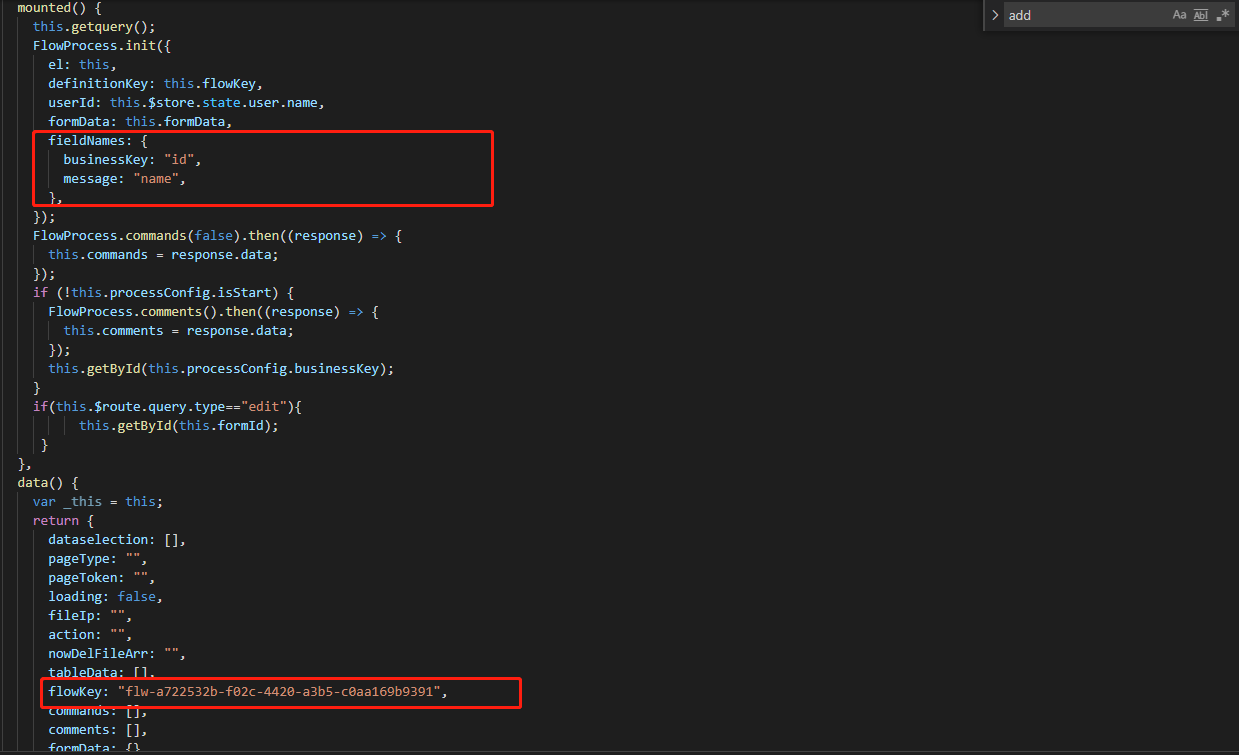 mounted() {
add
Aa Abl .*
this.getquery();
FlowProcess.init({
el: this,
definitionKey: this.flowKey,
userId: this.$store.state.user.name,
formData: this.formData,
fieldNames: {
businessKey: "id",
message: "name",
},
});
FlowProcess.commands(false).then((response) => {
this.commands = response.data;
});
if (!this.processConfig.isStart) {
FlowProcess.comments().then((response) => {
this.comments = response.data;
});
this.getById(this.processConfig.businessKey);
}
if(this.$route.query.type=="edit"){
this.getById(this.formId);
}
},
data() {
var _this = this;
return {
dataselection: [],
pageType: "",
pageToken: "",
loading: false,
fileIp: "",
action: "",
nowDelFileArr: "",
tableData: [],
flowKey: "flw-a722532b-f02c-4420-a3b5-c0aa169b9391",
commands: [],
comments: [],
formData: {}